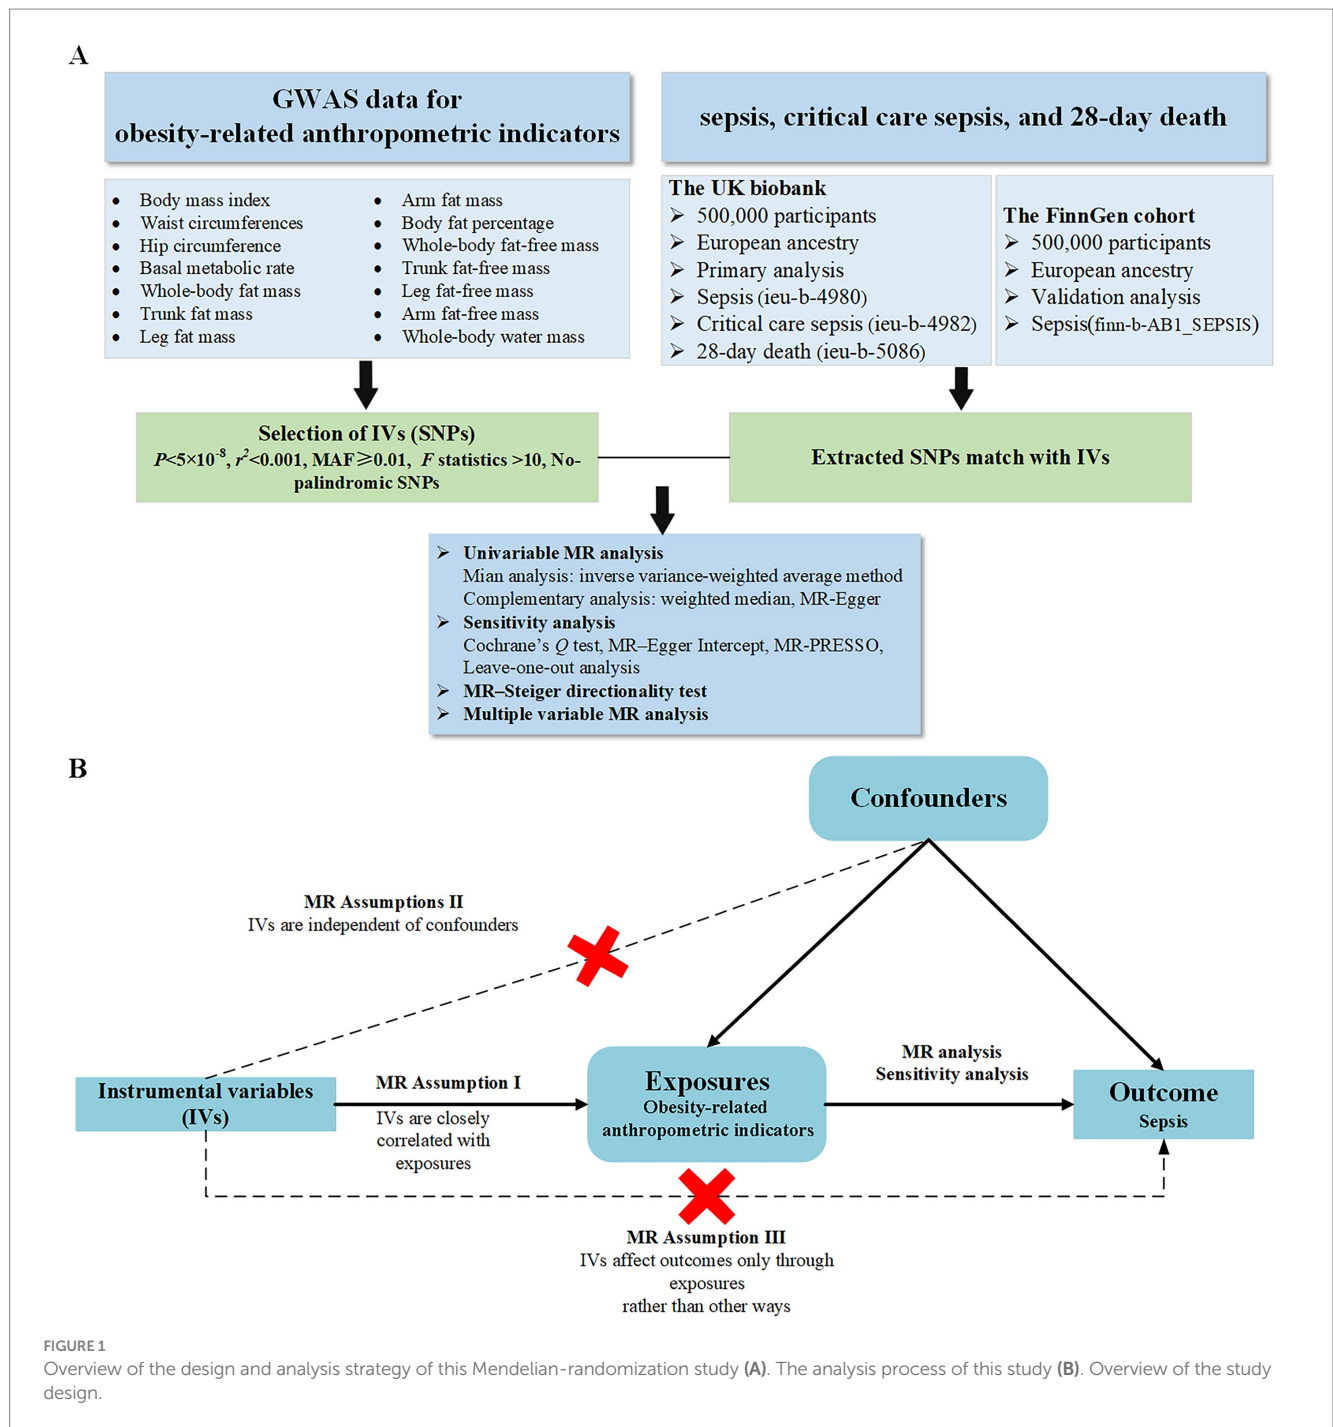 A
GWAS data for
obesity-related anthropometric indicators
• Body mass index
• Waist circumferences
• Hip circumference
• Basal metabolic rate
• Whole-body fat mass
• Trunk fat mass
• Leg fat mass
• Arm fat mass
• Body fat percentage
• Whole-body fat-free mass
• Trunk fat-free mass
• Leg fat-free mass
• Arm fat-free mass
• Whole-body water mass
sepsis, critical care sepsis, and 28-day death
The UK biobank
➢ 500,000 participants
➢ European ancestry
➢ Primary analysis
➢ Sepsis (ieu-b-4980)
➢ Critical care sepsis (ieu-b-4982)
➢ 28-day death (ieu-b-5086)
The FinnGen cohort
➢ 500,000 participants
➢ European ancestry
➢ Validation analysis
➢ Sepsis(finn-b-AB1_SEPSIS)
Selection of IVs (SNPs)
P<5×10⁻⁸, r²<0.001, MAF≥0.01, F statistics >10, No-
palindromic SNPs
Extracted SNPs match with IVs
➢ Univariable MR analysis
Mian analysis: inverse variance-weighted average method
Complementary analysis: weighted median, MR-Egger
➢ Sensitivity analysis
Cochrane’s Q test, MR–Egger Intercept, MR-PRESSO,
Leave-one-out analysis
➢ MR–Steiger directionality test
➢ Multiple variable MR analysis
B
Confounders
MR Assumptions II
IVs are independent of confounders
Instrumental variables
(IVs)
MR Assumption I
IVs are closely
correlated with
exposures
Exposures
Obesity-related
anthropometric indicators
MR analysis
Sensitivity analysis
Outcome
Sepsis
MR Assumption III
IVs affect outcomes only through
exposures
rather than other ways
FIGURE 1
Overview of the design and analysis strategy of this Mendelian-randomization study (A). The analysis process of this study (B). Overview of the study
design.